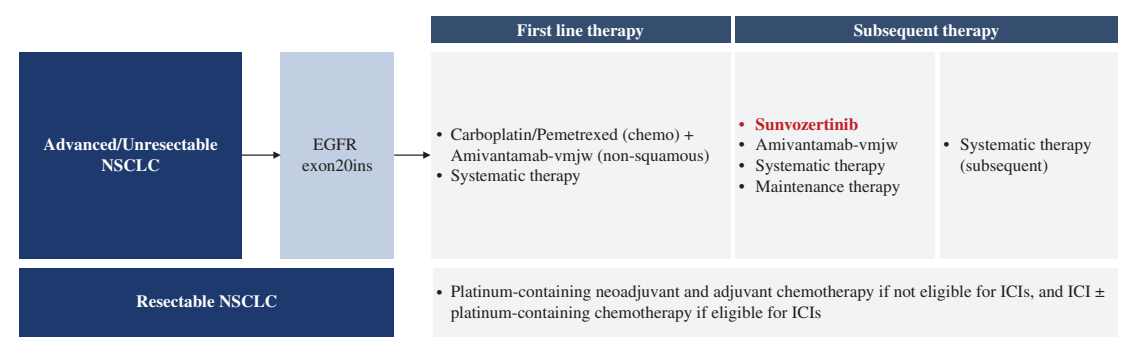 First line therapy
Subsequent therapy
Advanced/Unresectable
NSCLC
EGFR
exon20ins
• Carboplatin/Pemetrexed (chemo) +
Amivantamab-vmjw (non-squamous)
• Systematic therapy
• Sunvozertinib
• Amivantamab-vmjw
• Systematic therapy
• Maintenance therapy
• Systematic therapy
(subsequent)
Resectable NSCLC
• Platinum-containing neoadjuvant and adjuvant chemotherapy if not eligible for ICIs, and ICI ±
platinum-containing chemotherapy if eligible for ICIs